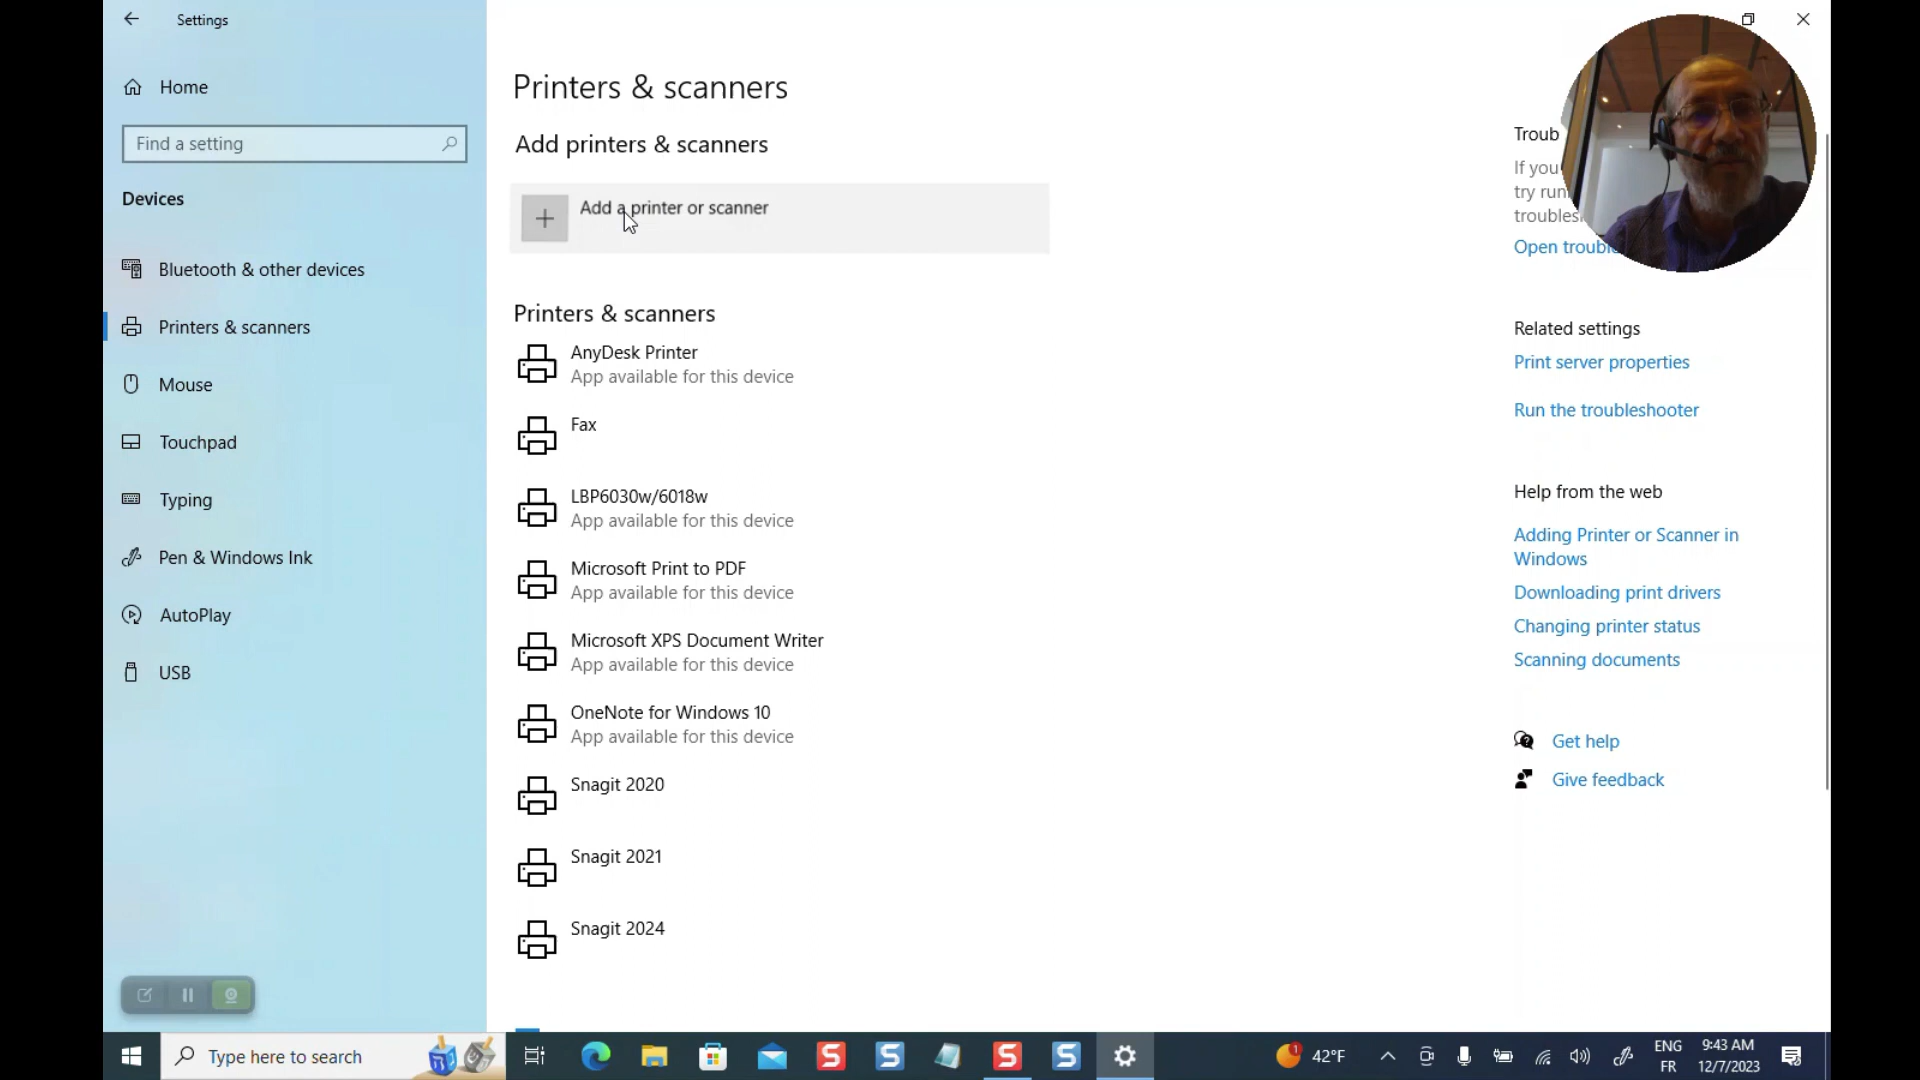 Settings
Home
Find a setting
Devices
Bluetooth & other devices
Printers & scanners
Mouse
Touchpad
Typing
Pen & Windows Ink
AutoPlay
USB
Printers & scanners
Add printers & scanners
Add a printer or scanner
Printers & scanners
AnyDesk Printer
App available for this device
Fax
LBP6030w/6018w
App available for this device
Microsoft Print to PDF
App available for this device
Microsoft XPS Document Writer
App available for this device
OneNote for Windows 10
App available for this device
Snagit 2020
Snagit 2021
Snagit 2024
Troub
If you
try run
troubles
Open troub
Related settings
Print server properties
Run the troubleshooter
Help from the web
Adding Printer or Scanner in
Windows
Downloading print drivers
Changing printer status
Scanning documents
Get help
Give feedback
Type here to search
S
S
S
S
1
42°F
ENG
FR
9:43 AM
12/7/2023